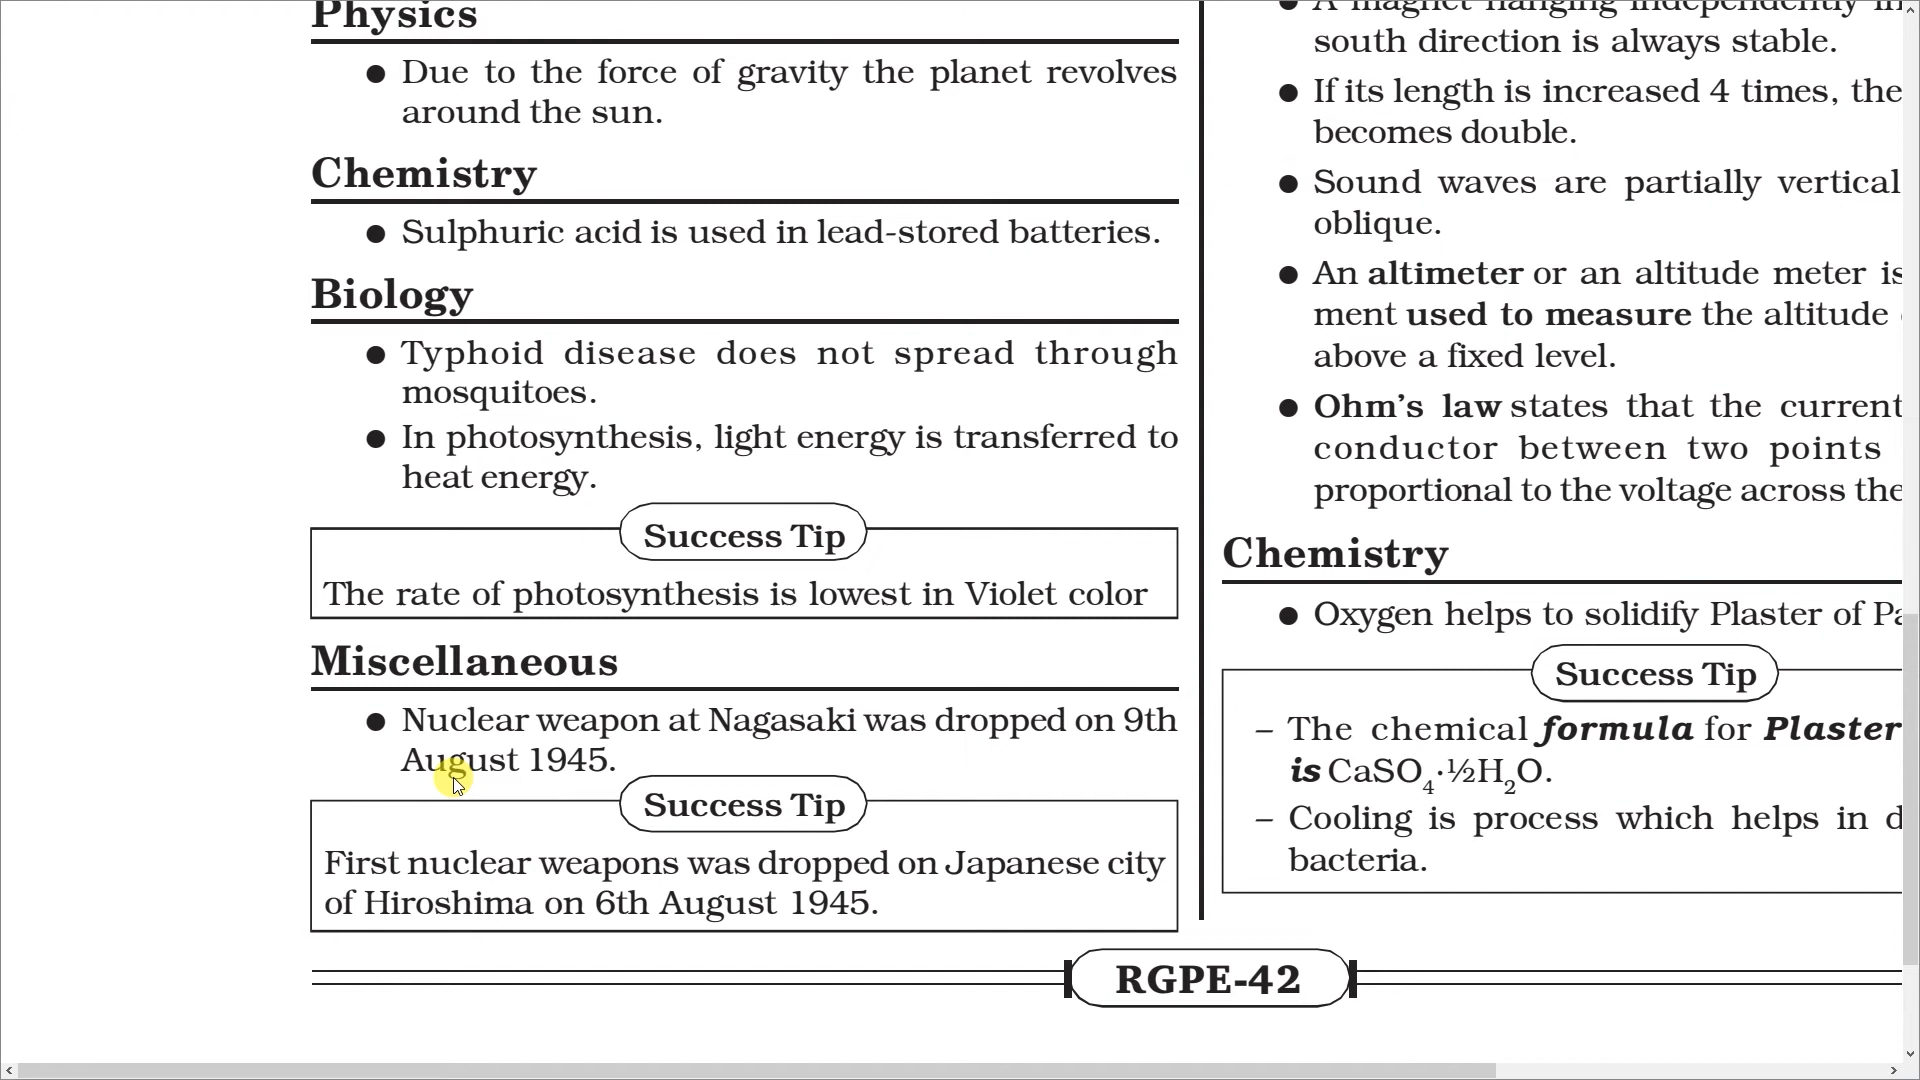 Physics
● Due to the force of gravity the planet revolves
around the sun.
Chemistry
● Sulphuric acid is used in lead-stored batteries.
Biology
● Typhoid disease does not spread through
mosquitoes.
● In photosynthesis, light energy is transferred to
heat energy.
Success Tip
The rate of photosynthesis is lowest in Violet color
Miscellaneous
● Nuclear weapon at Nagasaki was dropped on 9th
August 1945.
Success Tip
First nuclear weapons was dropped on Japanese city
of Hiroshima on 6th August 1945.
● A magnet hanging independently in
south direction is always stable.
● If its length is increased 4 times, the
becomes double.
● Sound waves are partially vertical
oblique.
● An altimeter or an altitude meter is
ment used to measure the altitude
above a fixed level.
● Ohm's law states that the current
conductor between two points
proportional to the voltage across the
Chemistry
● Oxygen helps to solidify Plaster of
Success Tip
– The chemical formula for Plaster
is CaSO₄·½H₂O.
– Cooling is process which helps in
bacteria.
RGPE-42